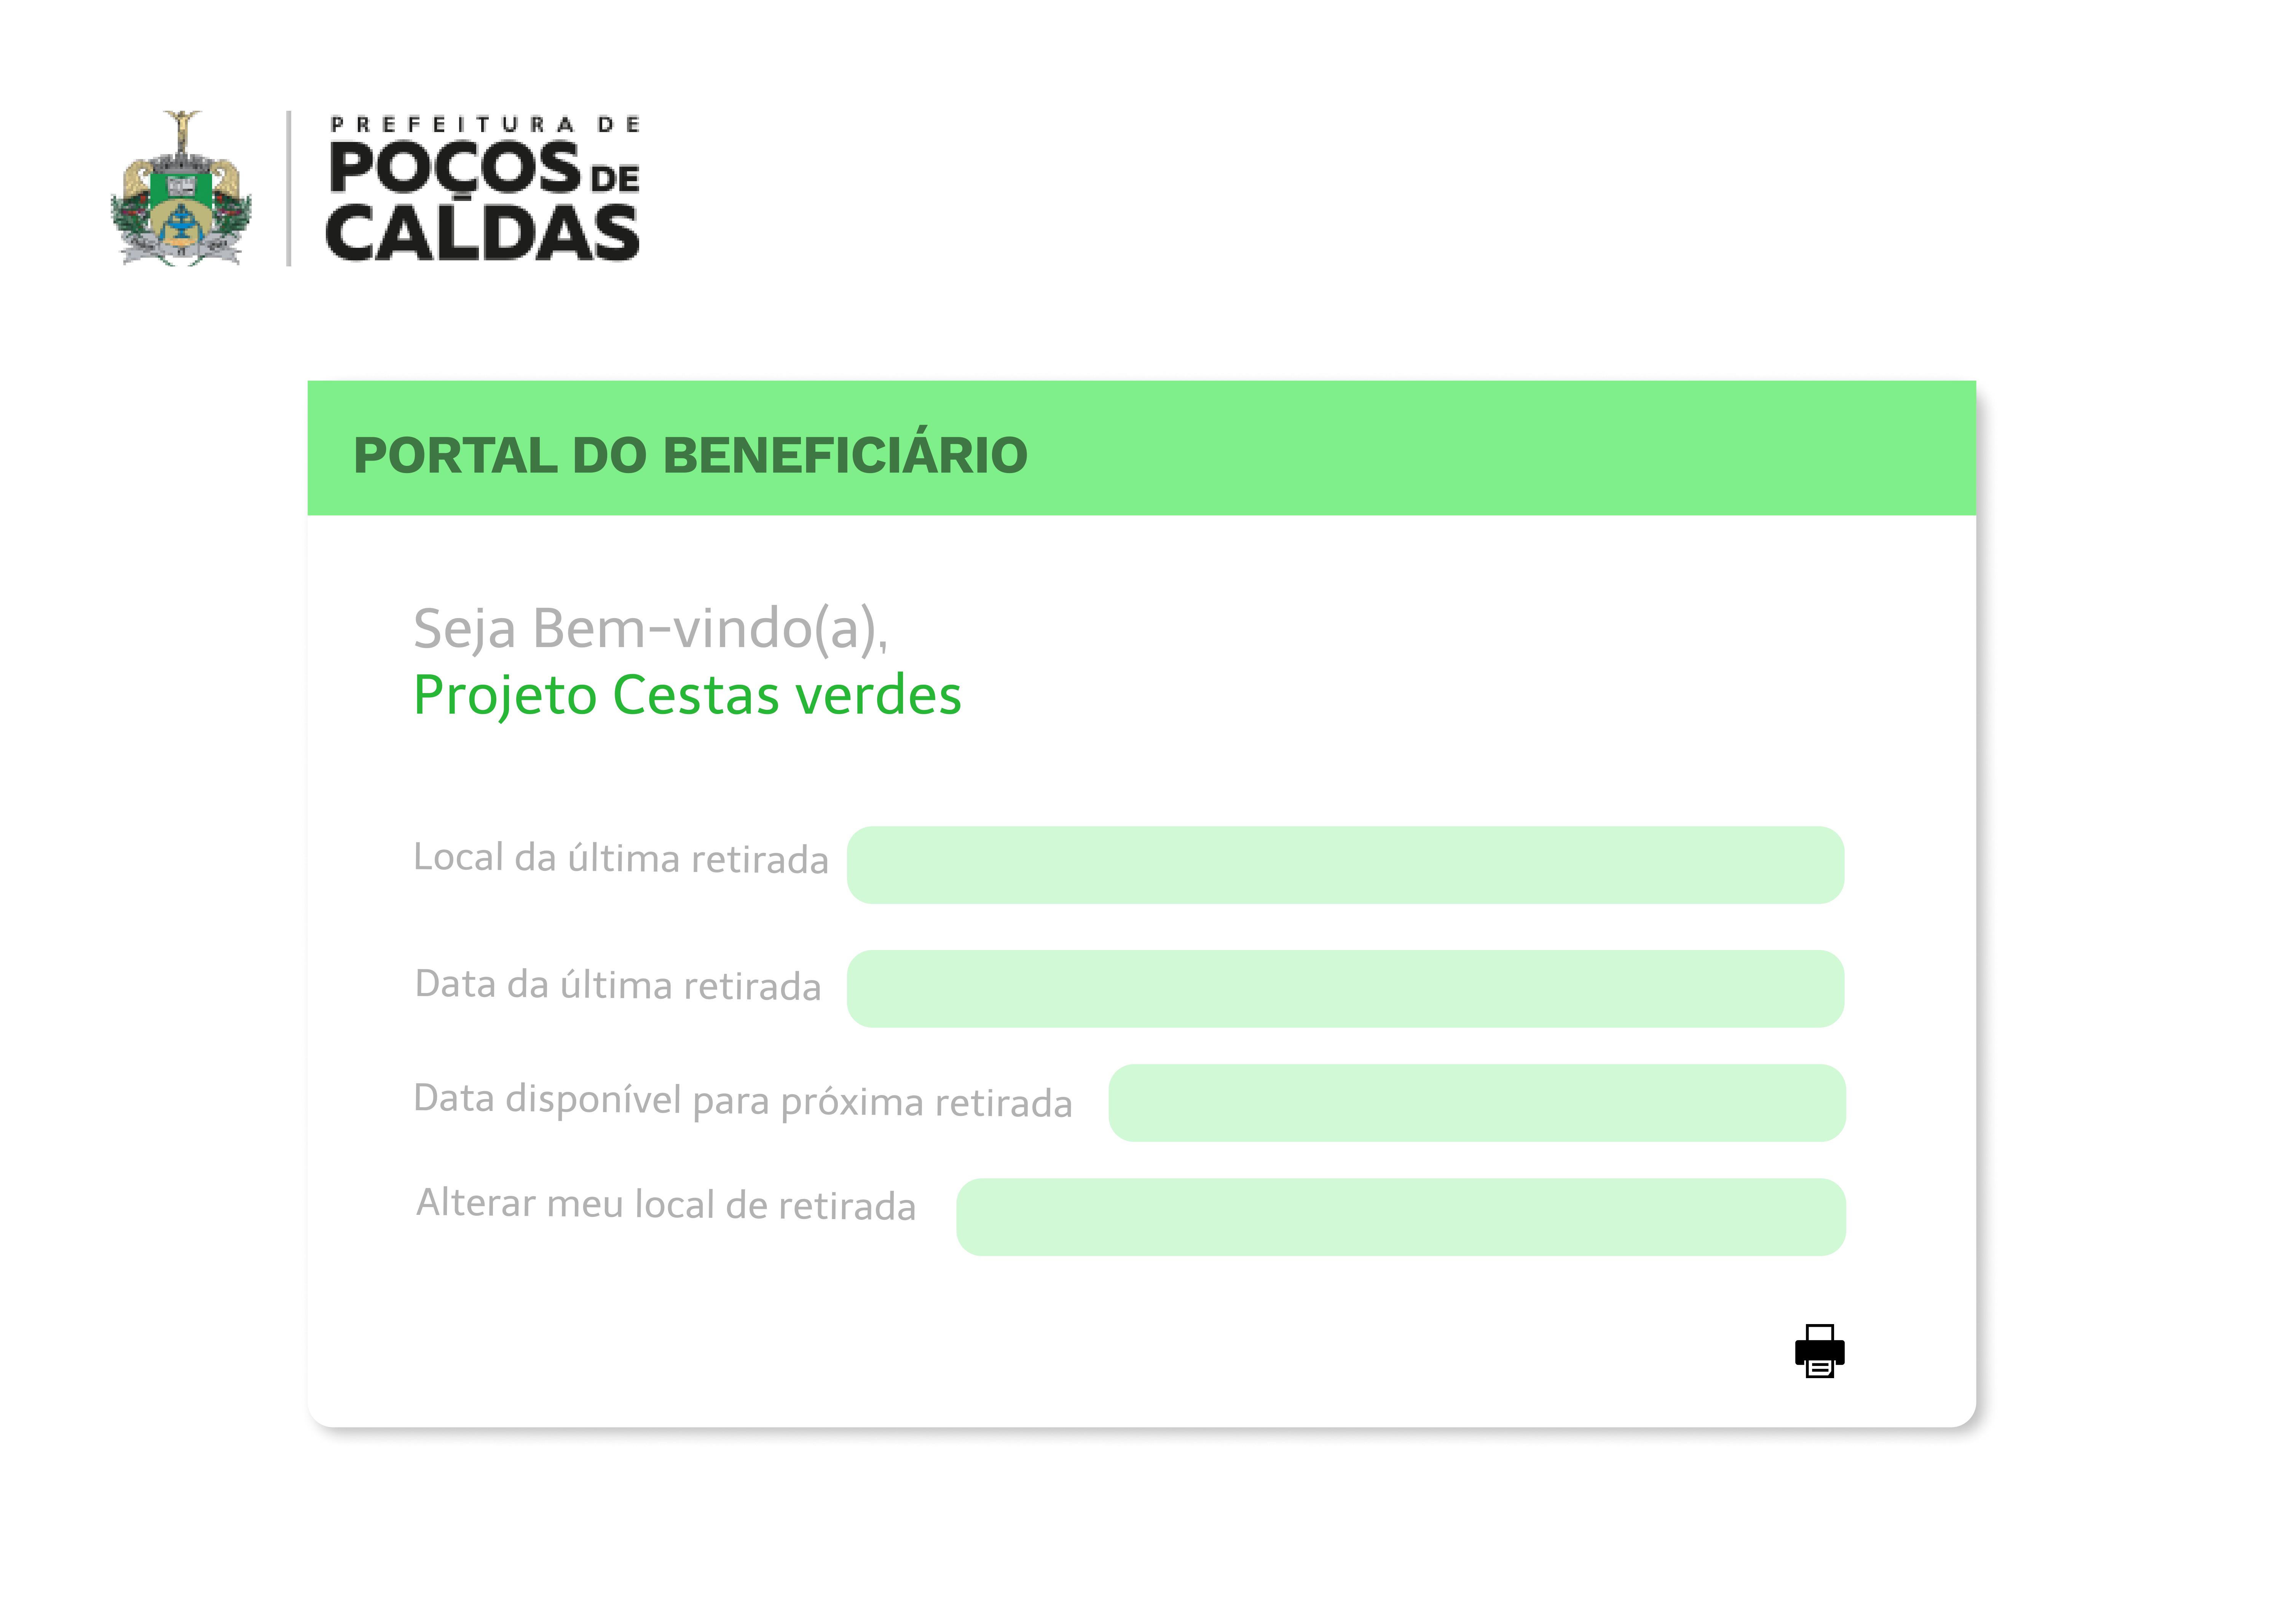 PREFEITURA DE
POÇOS DE
CALDAS
PORTAL DO BENEFICIÁRIO
Seja Bem-vindo(a),
Projeto Cestas verdes
Local da última retirada
Data da última retirada
Data disponível para próxima retirada
Alterar meu local de retirada